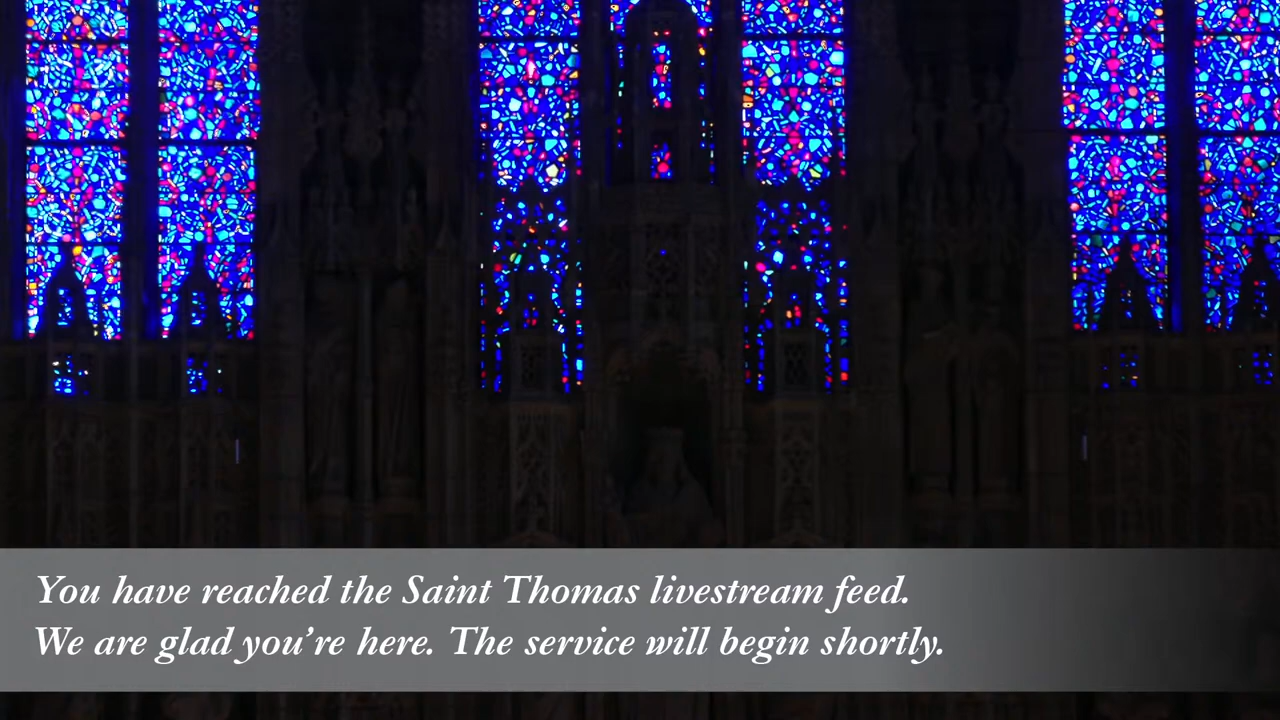 You have reached the Saint Thomas livestream feed.
We are glad you’re here. The service will begin shortly.